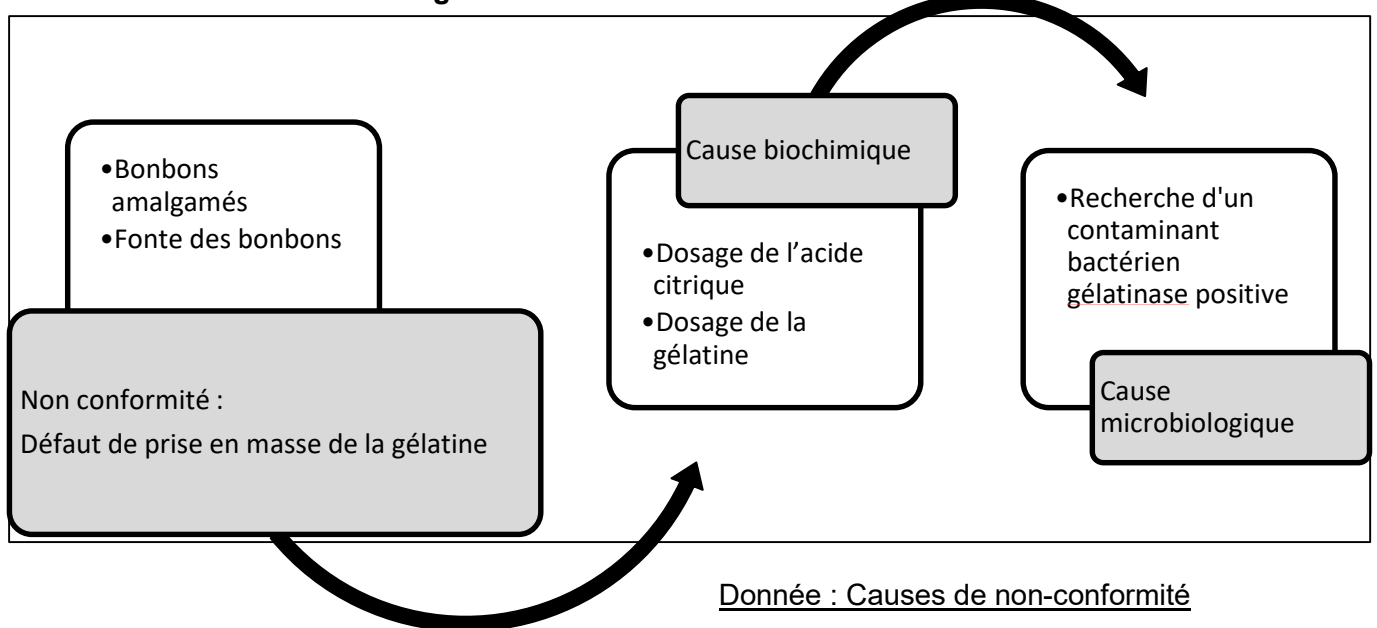 •Bonbons
amalgamés
•Fonte des bonbons
Non conformité :
Défaut de prise en masse de la gélatine
Cause biochimique
•Dosage de l’acide
citrique
•Dosage de la
gélatine
•Recherche d'un
contaminant
bactérien
gélatinase positive
Cause
microbiologique
Donnée : Causes de non-conformité